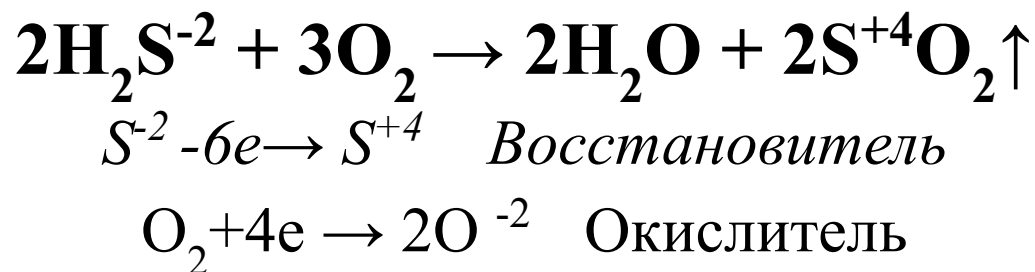 2H₂S⁻² + 3O₂ → 2H₂O + 2S⁺⁴O₂↑
S⁻² -6e→ S⁺⁴ Восстановитель
O₂+4e → 2O ⁻² Окислитель